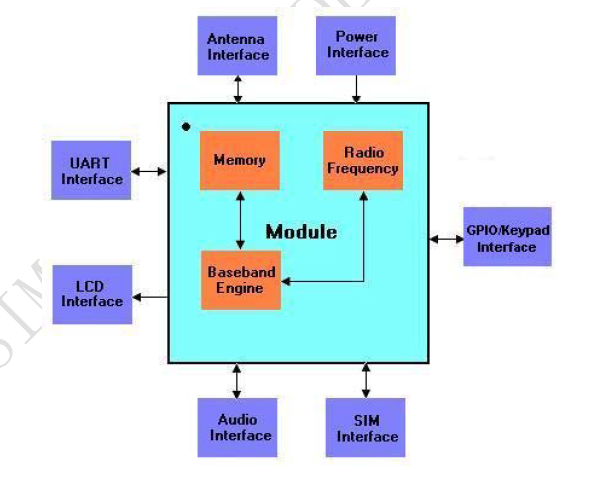 Antenna
Interface
Power
Interface
UART
Interface
Memory
Radio
Frequency
Module
GPIO/Keypad
Interface
Baseband
Engine
LCD
Interface
Audio
Interface
SIM
Interface
SIM